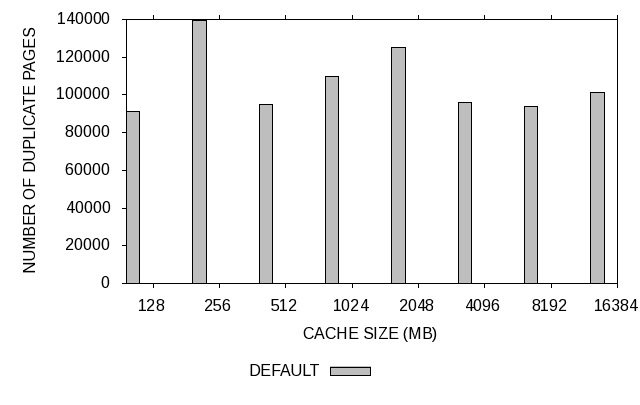 NUMBER OF DUPLICATE PAGES
140000
120000
100000
80000
60000
40000
20000
0
128 256 512 1024 2048 4096 8192 16384
CACHE SIZE (MB)
DEFAULT